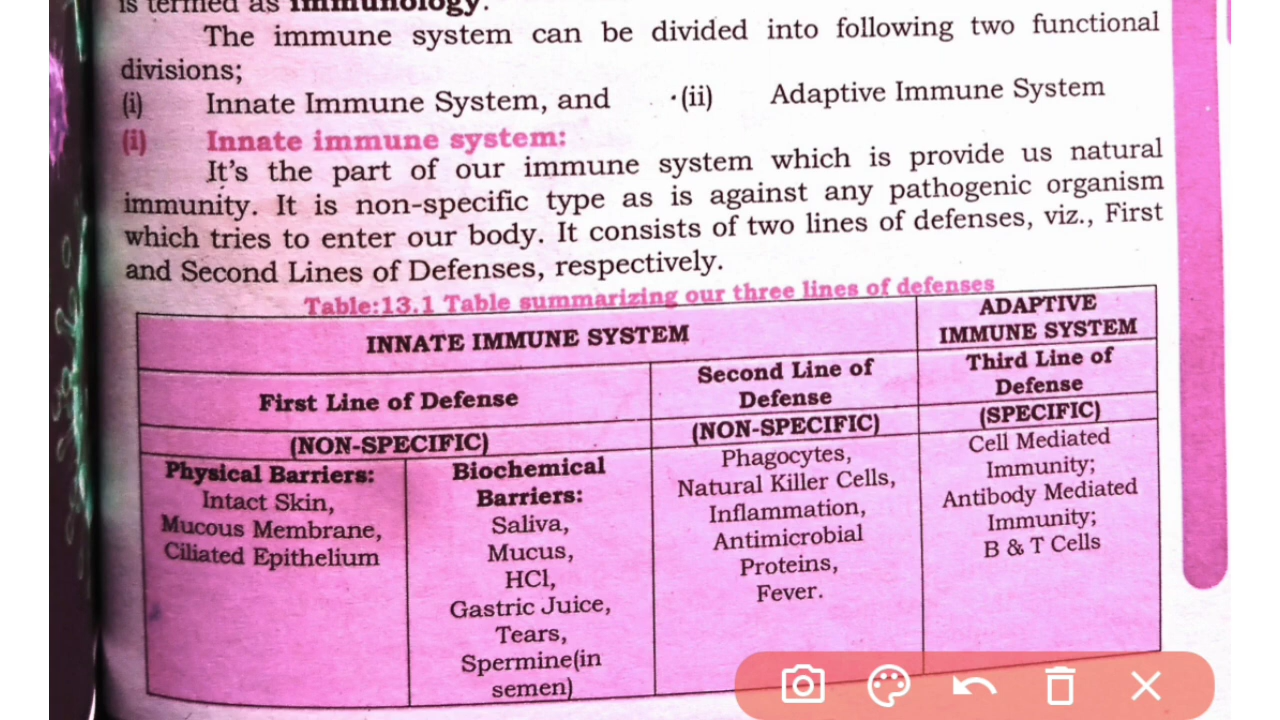 is termed as immunology.
The immune system can be divided into following two functional
divisions;
(i) Innate Immune System, and (ii) Adaptive Immune System
(i) Innate immune system:
It's the part of our immune system which is provide us natural
immunity. It is non-specific type as is against any pathogenic organism
which tries to enter our body. It consists of two lines of defenses, viz., First
and Second Lines of Defenses, respectively.
Table:13.1 Table summarizing our three lines of defenses
INNATE IMMUNE SYSTEM
ADAPTIVE
IMMUNE SYSTEM
First Line of Defense
Second Line of
Defense
Third Line of
Defense
(NON-SPECIFIC)
(NON-SPECIFIC)
(SPECIFIC)
Physical Barriers:
Intact Skin,
Mucous Membrane,
Ciliated Epithelium
Biochemical
Barriers:
Saliva,
Mucus,
HCl,
Gastric Juice,
Tears,
Spermine(in
semen)
Phagocytes,
Natural Killer Cells,
Inflammation,
Antimicrobial
Proteins,
Fever.
Cell Mediated
Immunity;
Antibody Mediated
Immunity;
B & T Cells